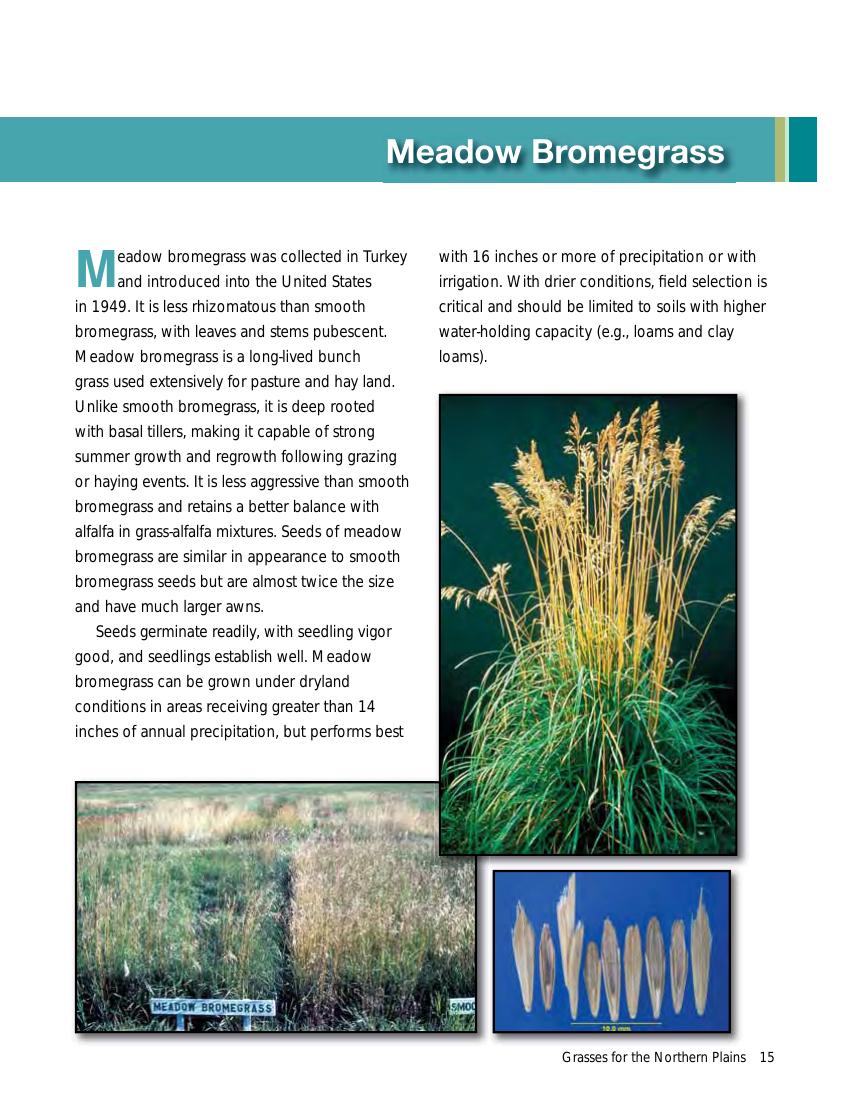 Meadow Bromegrass
Meadow bromegrass was collected in Turkey
and introduced into the United States
in 1949. It is less rhizomatous than smooth
bromegrass, with leaves and stems pubescent.
Meadow bromegrass is a long-lived bunch
grass used extensively for pasture and hay land.
Unlike smooth bromegrass, it is deep rooted
with basal tillers, making it capable of strong
summer growth and regrowth following grazing
or haying events. It is less aggressive than smooth
bromegrass and retains a better balance with
alfalfa in grass-alfalfa mixtures. Seeds of meadow
bromegrass are similar in appearance to smooth
bromegrass seeds but are almost twice the size
and have much larger awns.
Seeds germinate readily, with seedling vigor
good, and seedlings establish well. Meadow
bromegrass can be grown under dryland
conditions in areas receiving greater than 14
inches of annual precipitation, but performs best
with 16 inches or more of precipitation or with
irrigation. With drier conditions, field selection is
critical and should be limited to soils with higher
water-holding capacity (e.g., loams and clay
loams).
MEADOW BROMEGRASS
SMOO
10.0 mm
Grasses for the Northern Plains 15